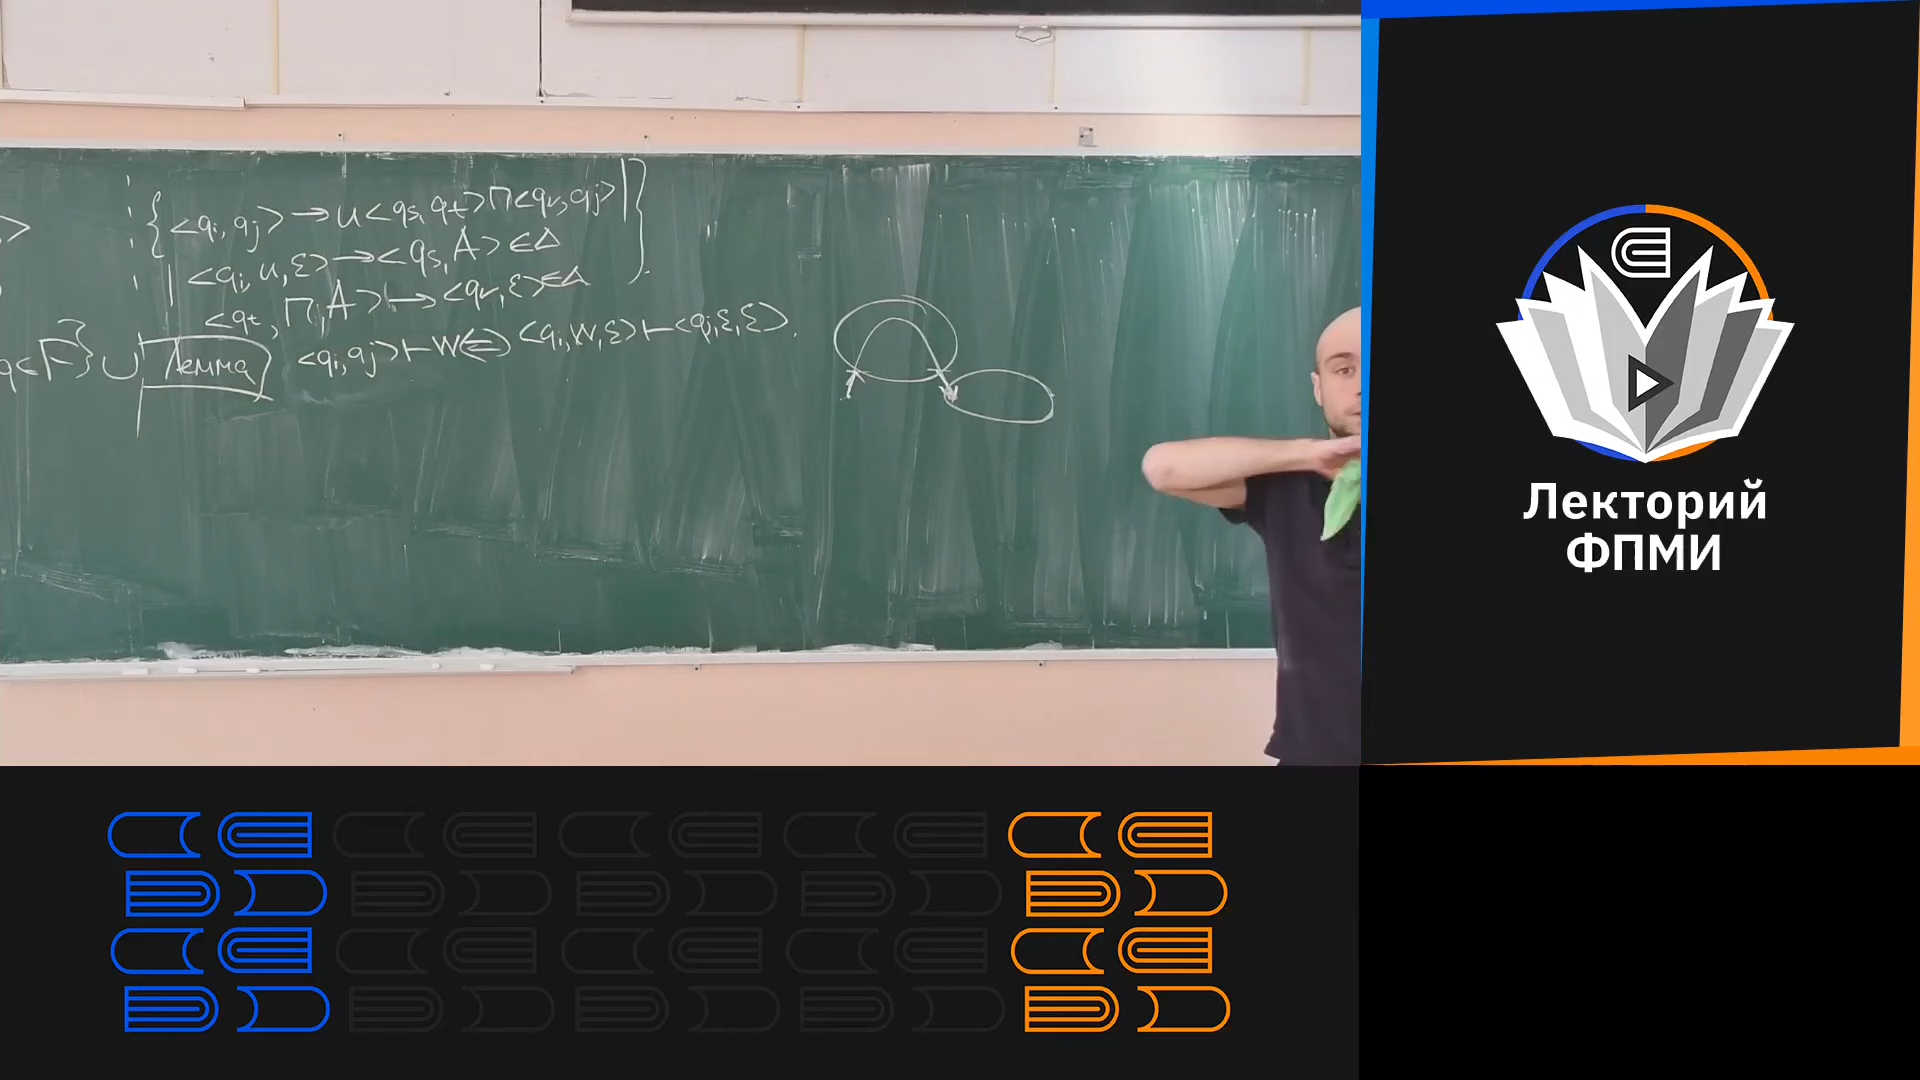 {<qᵢ, qⱼ> → u<qₛ, qₜ>П<qᵣ, qⱼ>|}
| <qᵢ, u, ε> → <qₛ, A> ∈ Δ
<qₜ, П, A> ↦ <qᵣ, ε> ∈ Δ
q ∈ F} ∪ Лемма <qᵢ, qⱼ> ⊢ w ⇔ <qᵢ, w, ε> ⊢ <qⱼ, ε, ε>.
Лекторий
ФПМИ